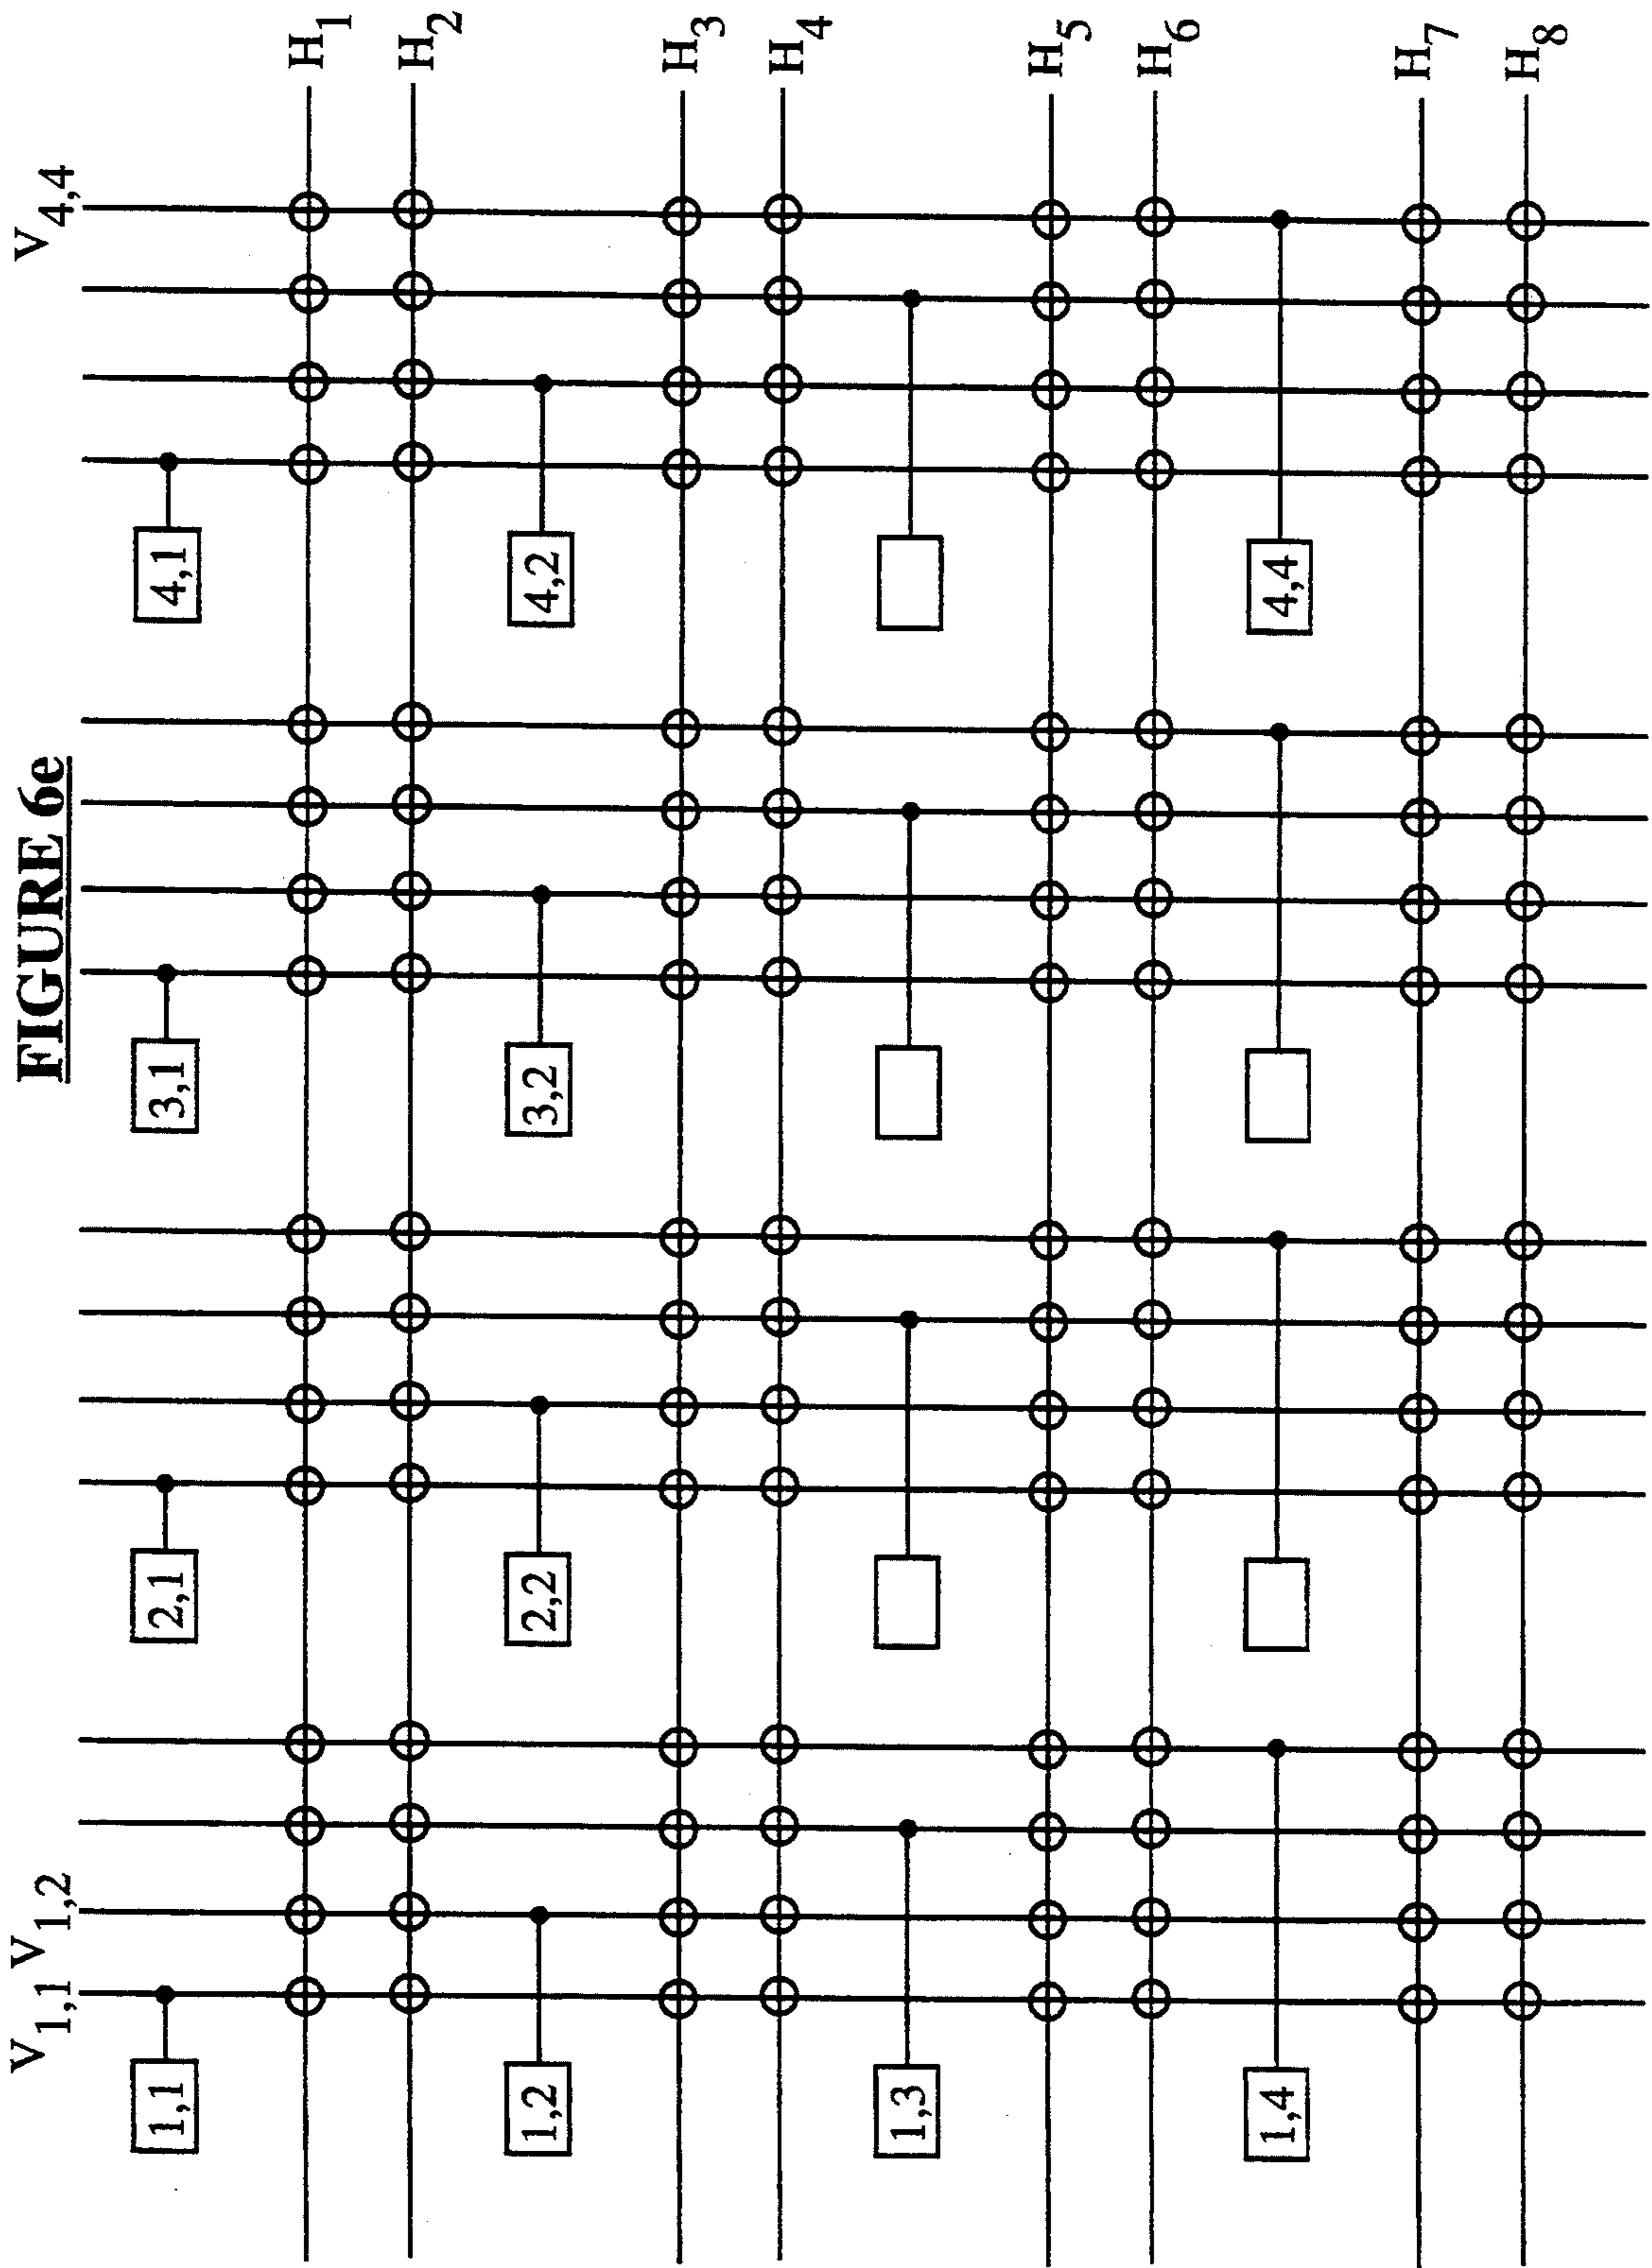 FIGURE 6e
V1,1 V1,2 V4,4
1,1 2,1 3,1 4,1
H1
H2
1,2 2,2 3,2 4,2
H3
H4
1,3
H5
H6
1,4 4,4
H7
H8